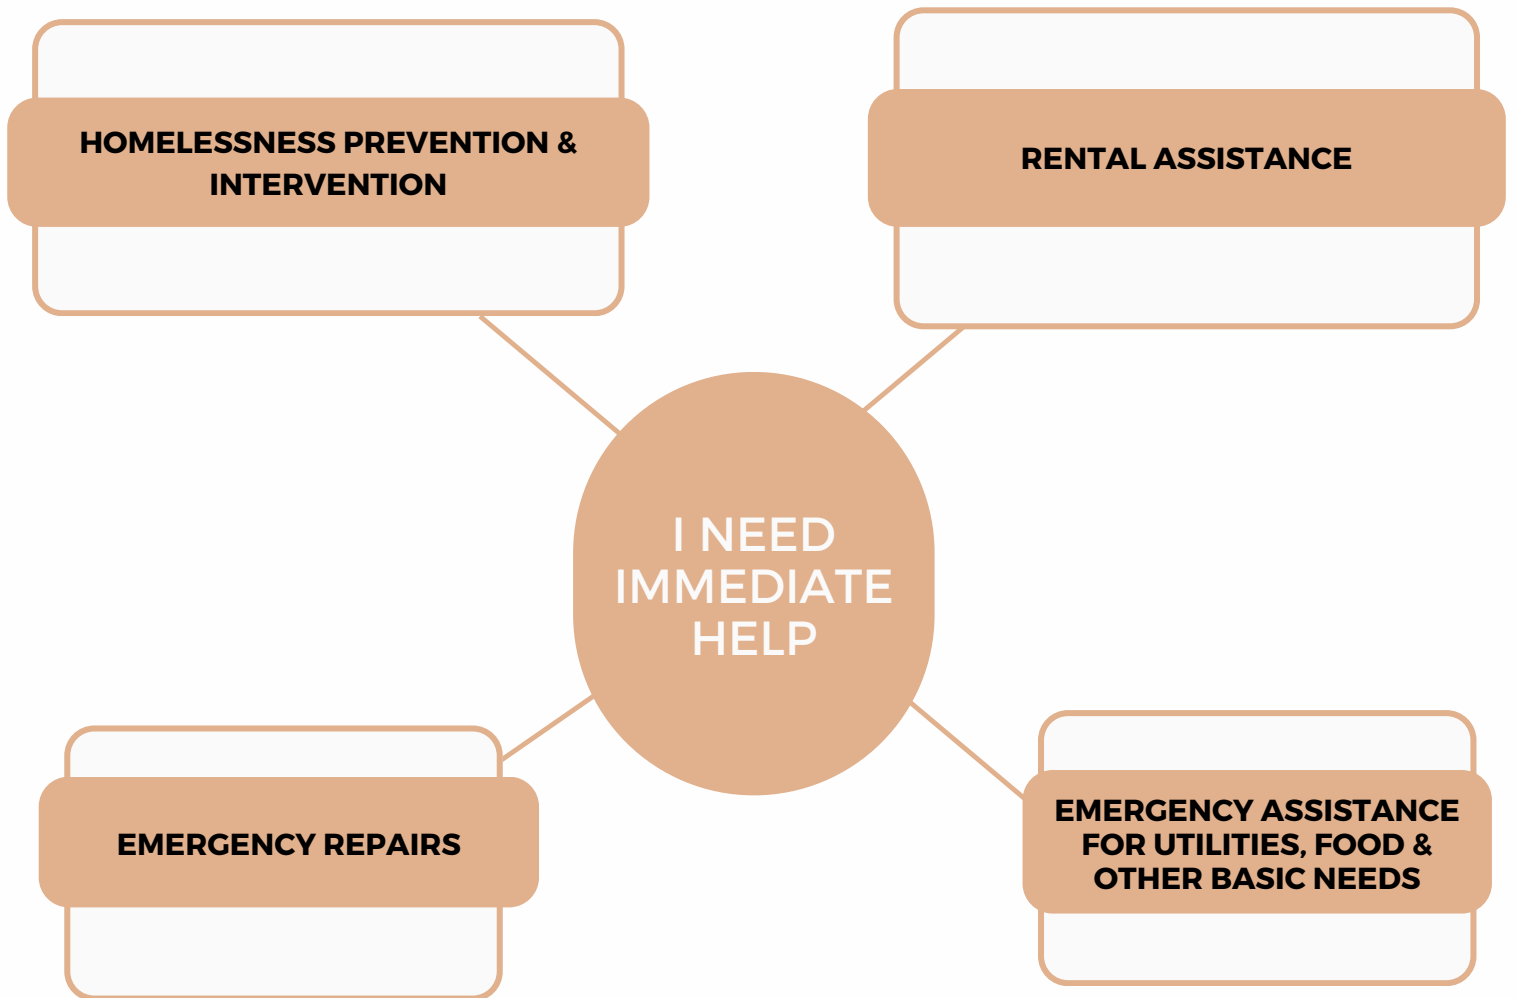 HOMELESSNESS PREVENTION &
INTERVENTION
RENTAL ASSISTANCE
I NEED
IMMEDIATE
HELP
EMERGENCY REPAIRS
EMERGENCY ASSISTANCE
FOR UTILITIES, FOOD &
OTHER BASIC NEEDS